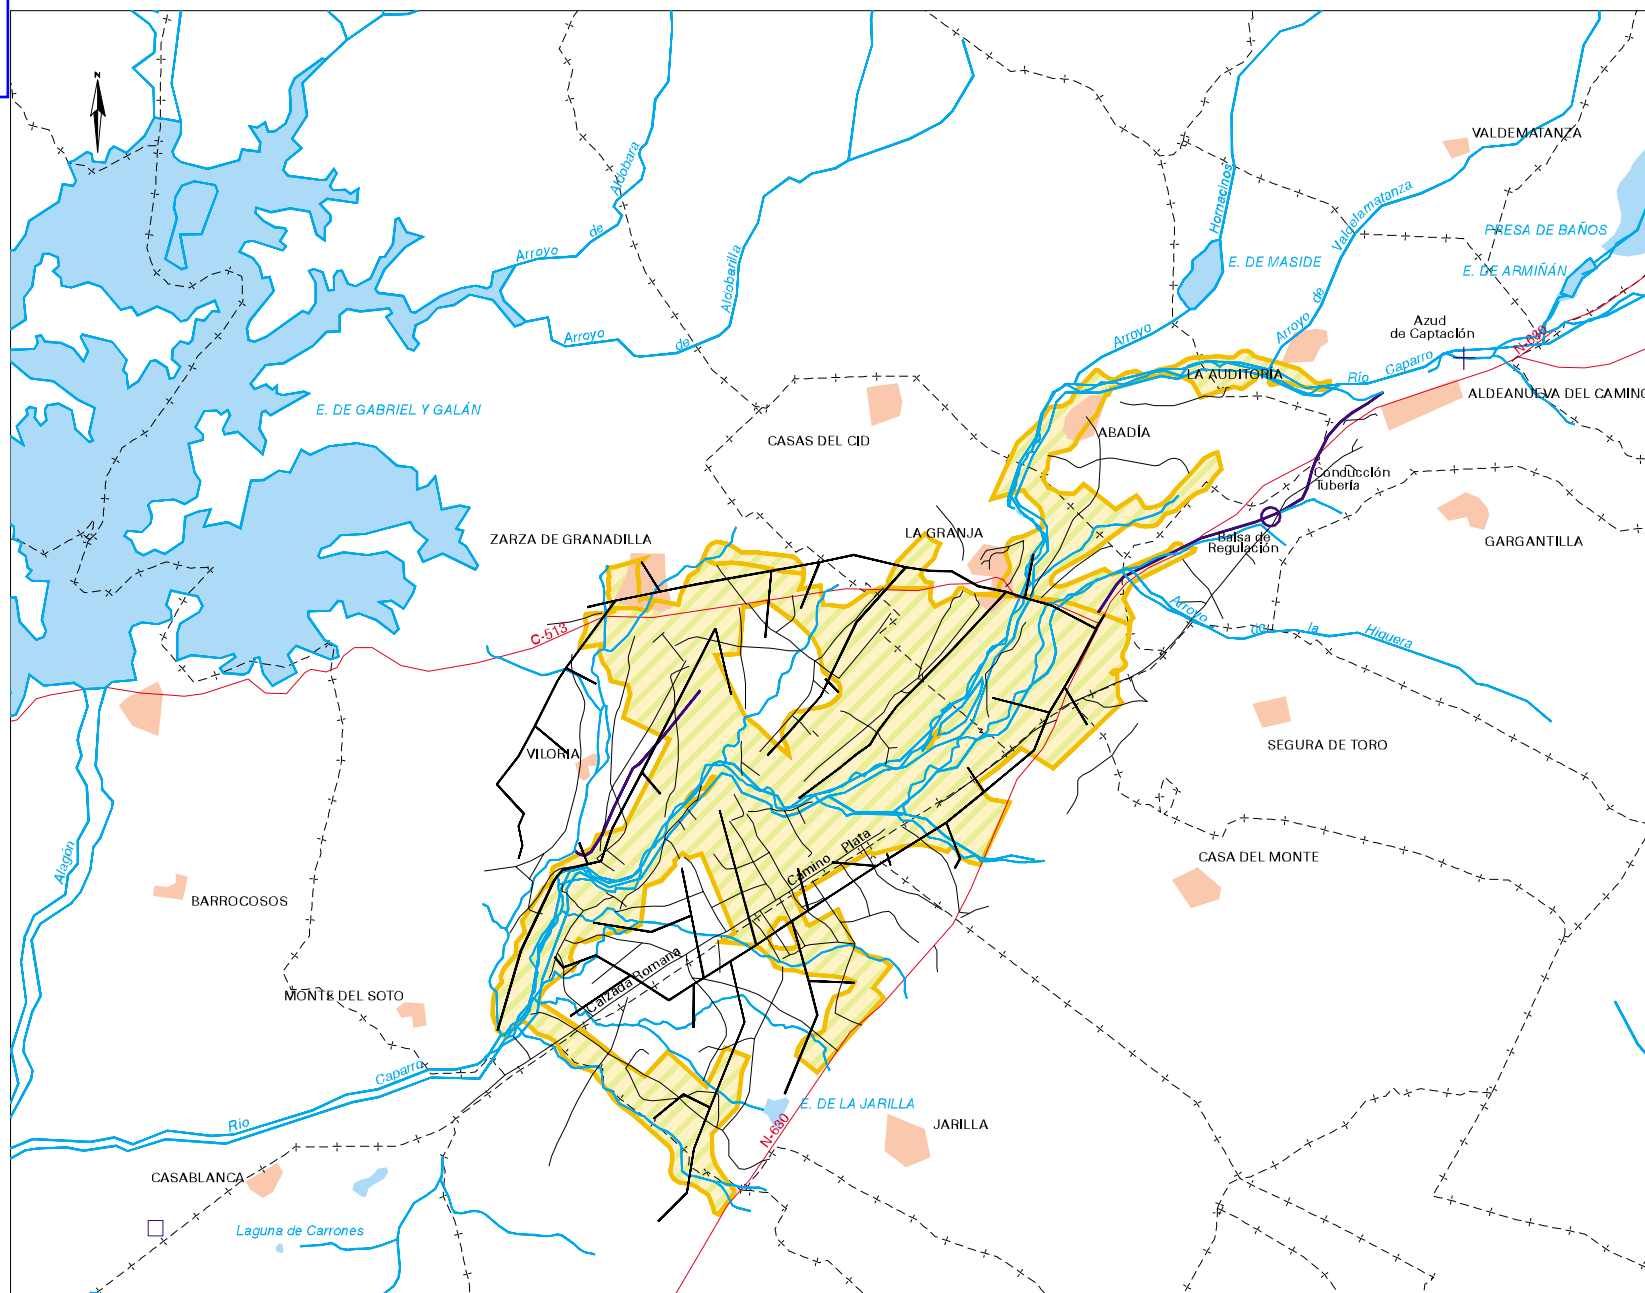 N
VALDEMATANZA
Aldobara
de
Arroyo
Hornacinos
Valdelamatanza
de
Arroyo
PRESA DE BAÑOS
E. DE MASIDE
E. DE ARMIÑÁN
Aldobarilla
de
Arroyo
Arroyo
Azud
de Captación
N-630
LA AUDITORIA
Río Caparro
ALDEANUEVA DEL CAMINO
E. DE GABRIEL Y GALÁN
CASAS DEL CID
ABADÍA
Conducción
Tubería
ZARZA DE GRANADILLA
LA GRANJA
Balsa de
Regulación
GARGANTILLA
Arroyo de la Higuera
C-513
SEGURA DE TORO
VILORIA
Camino Plata
CASA DEL MONTE
Alagón
BARROCOSOS
Calzada Romana
MONTE DEL SOTO
Río Caparro
E. DE LA JARILLA
N-630
JARILLA
CASABLANCA
Laguna de Carrones